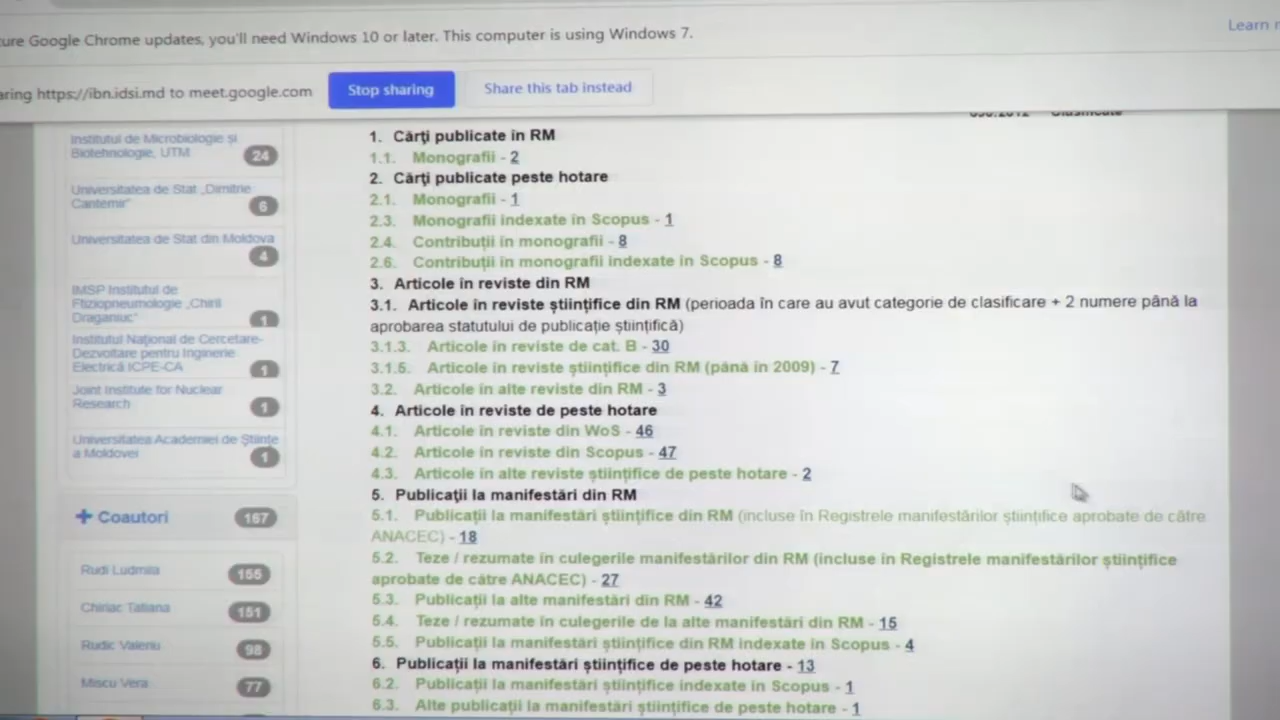 ure Google Chrome updates, you'll need Windows 10 or later. This computer is using Windows 7.
Learn
aring https://ibn.idsi.md to meet.google.com
Stop sharing
Share this tab instead
Institutul de Microbiologie și
Biotehnologie, UTM
24
Universitatea de Stat „Dimitrie
Cantemir”
6
Universitatea de Stat din Moldova
4
IMSP Institutul de
Ftiziopneumologie „Chiril
Draganiuc”
1
Institutul Național de Cercetare-
Dezvoltare pentru Inginerie
Electrică ICPE-CA
1
Joint Institute for Nuclear
Research
1
Universitatea Academiei de Științe
a Moldovei
1
+ Coautori 167
Rudi Ludmila 155
Chiriac Tatiana 151
Rudic Valeriu 98
Miscu Vera 77
1. Cărţi publicate în RM
1.1. Monografii - 2
2. Cărţi publicate peste hotare
2.1. Monografii - 1
2.3. Monografii indexate în Scopus - 1
2.4. Contribuții în monografii - 8
2.6. Contribuții în monografii indexate în Scopus - 8
3. Articole în reviste din RM
3.1. Articole în reviste științifice din RM (perioada în care au avut categorie de clasificare + 2 numere până la
aprobarea statutului de publicație științifică)
3.1.3. Articole în reviste de cat. B - 30
3.1.5. Articole în reviste științifice din RM (până în 2009) - 7
3.2. Articole în alte reviste din RM - 3
4. Articole în reviste de peste hotare
4.1. Articole în reviste din WoS - 46
4.2. Articole în reviste din Scopus - 47
4.3. Articole în alte reviste științifice de peste hotare - 2
5. Publicaţii la manifestări din RM
5.1. Publicații la manifestări științifice din RM (incluse în Registrele manifestărilor științifice aprobate de către
ANACEC) - 18
5.2. Teze / rezumate în culegerile manifestărilor din RM (incluse în Registrele manifestărilor științifice
aprobate de către ANACEC) - 27
5.3. Publicații la alte manifestări din RM - 42
5.4. Teze / rezumate în culegerile de la alte manifestări din RM - 15
5.5. Publicații la manifestări științifice din RM indexate în Scopus - 4
6. Publicaţii la manifestări științifice de peste hotare - 13
6.2. Publicații la manifestări științifice indexate în Scopus - 1
6.3. Alte publicații la manifestări științifice de peste hotare - 1